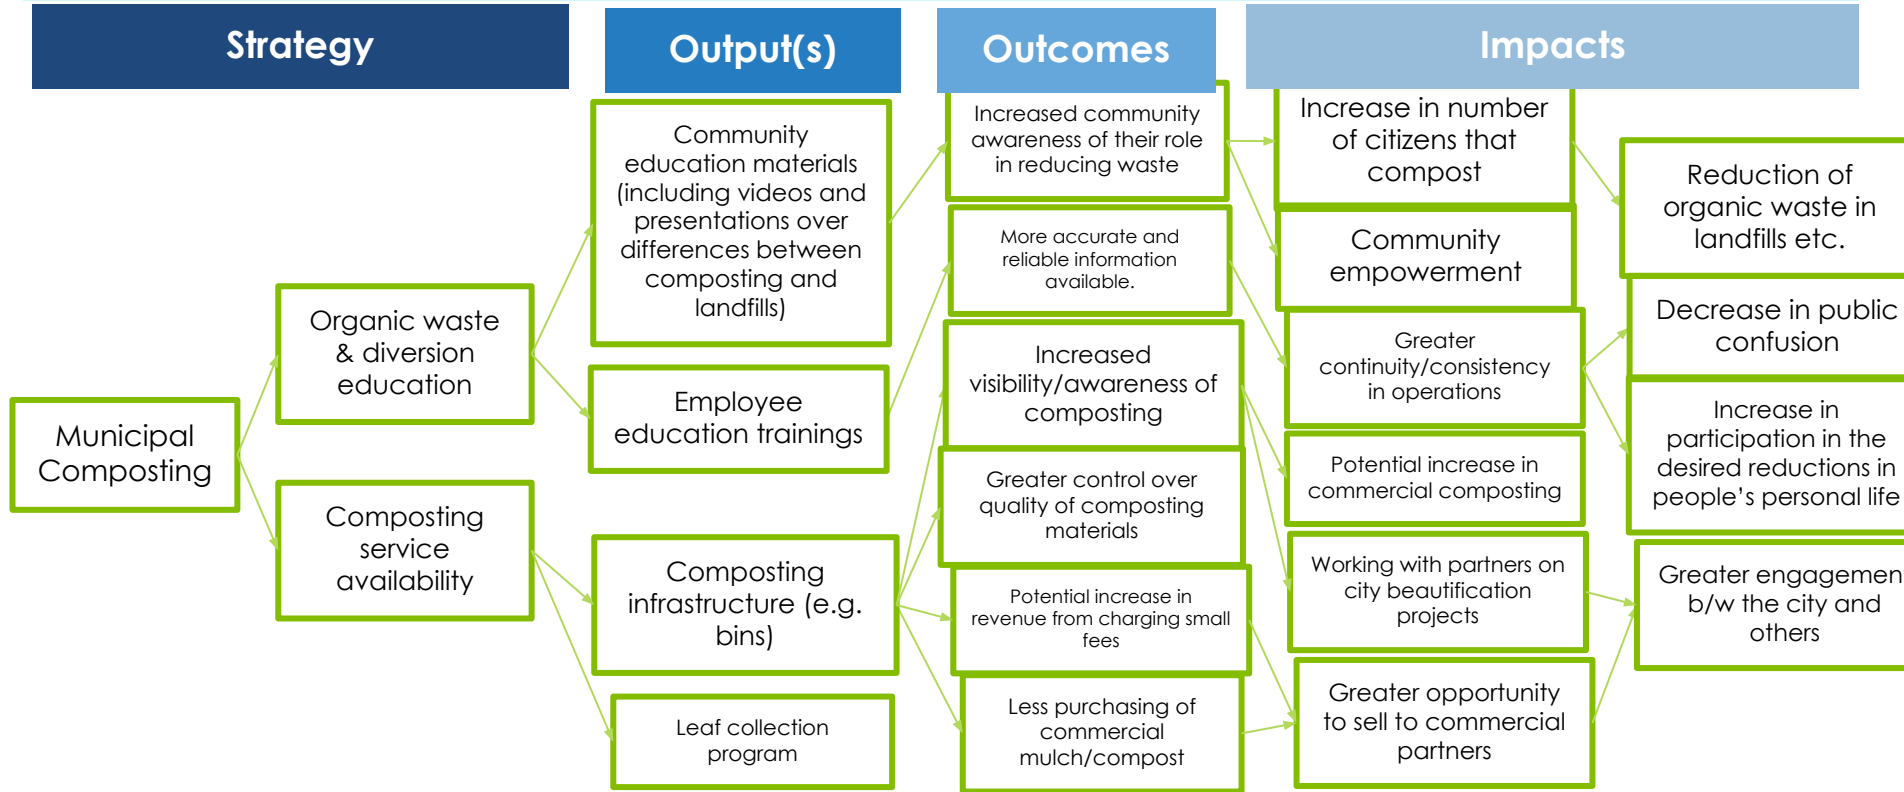 Strategy
Output(s)
Outcomes
Impacts
Municipal
Composting
Organic waste
& diversion
education
Composting
service
availability
Community
education materials
(including videos and
presentations over
differences between
composting and
landfills)
Employee
education trainings
Composting
infrastructure (e.g.
bins)
Leaf collection
program
Increased community
awareness of their role
in reducing waste
More accurate and
reliable information
available.
Increased
visibility/awareness of
composting
Greater control over
quality of composting
materials
Potential increase in
revenue from charging small
fees
Less purchasing of
commercial
mulch/compost
Increase in number
of citizens that
compost
Community
empowerment
Greater
continuity/consistency
in operations
Potential increase in
commercial composting
Working with partners on
city beautification
projects
Greater opportunity
to sell to commercial
partners
Reduction of
organic waste in
landfills etc.
Decrease in public
confusion
Increase in
participation in the
desired reductions in
people's personal life
Greater engagemen
b/w the city and
others